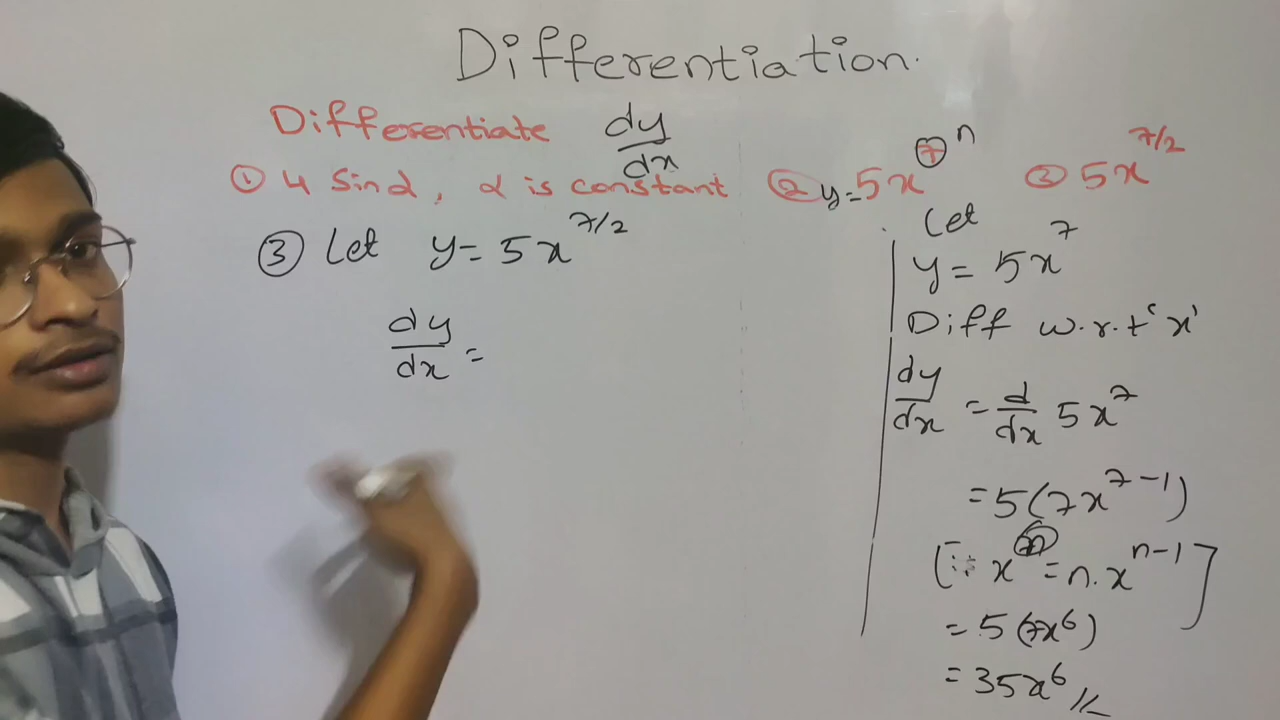 Differentiation.
Differentiate dy/dx
① 4 Sin α, α is constant ② y= 5x^7 n ③ 5x^7/2
③ Let y= 5x^7/2
dy/dx =
Let
y= 5x^7
Diff w.r.t 'x'
dy/dx = d/dx 5x^7
= 5(7x^7-1)
[∵ x^n = n.x^n-1]
= 5(7x^6)
= 35x^6 //